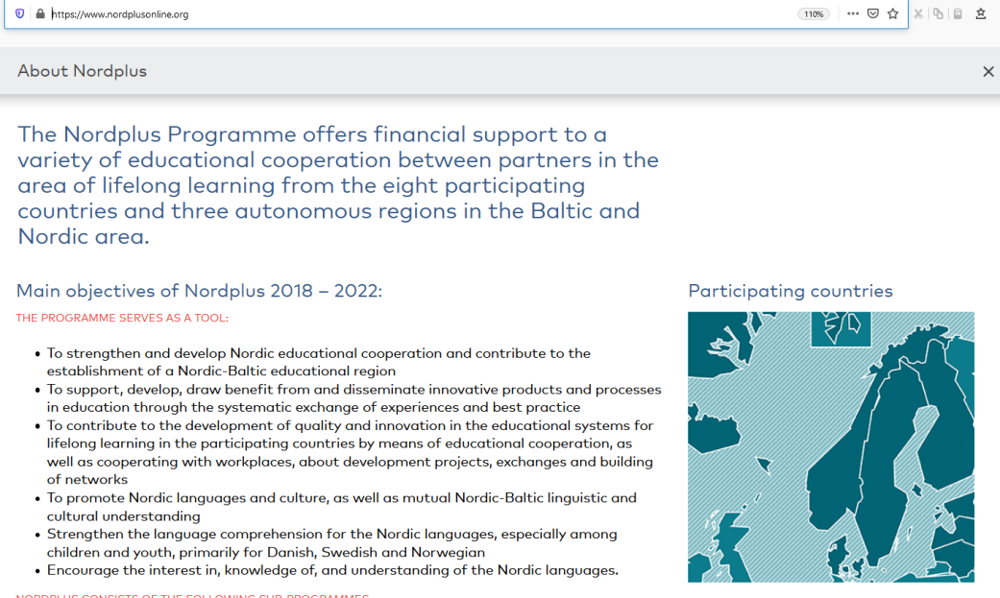 https://www.nordplusonline.org
110%
About Nordplus
The Nordplus Programme offers financial support to a
variety of educational cooperation between partners in the
area of lifelong learning from the eight participating
countries and three autonomous regions in the Baltic and
Nordic area.
Main objectives of Nordplus 2018 – 2022:
THE PROGRAMME SERVES AS A TOOL:
• To strengthen and develop Nordic educational cooperation and contribute to the
establishment of a Nordic-Baltic educational region
• To support, develop, draw benefit from and disseminate innovative products and processes
in education through the systematic exchange of experiences and best practice
• To contribute to the development of quality and innovation in the educational systems for
lifelong learning in the participating countries by means of educational cooperation, as
well as cooperating with workplaces, about development projects, exchanges and building
of networks
• To promote Nordic languages and culture, as well as mutual Nordic-Baltic linguistic and
cultural understanding
• Strengthen the language comprehension for the Nordic languages, especially among
children and youth, primarily for Danish, Swedish and Norwegian
• Encourage the interest in, knowledge of, and understanding of the Nordic languages.
NORDPLUS CONSISTS OF THE FOLLOWING SUB-PROGRAMMES
Participating countries